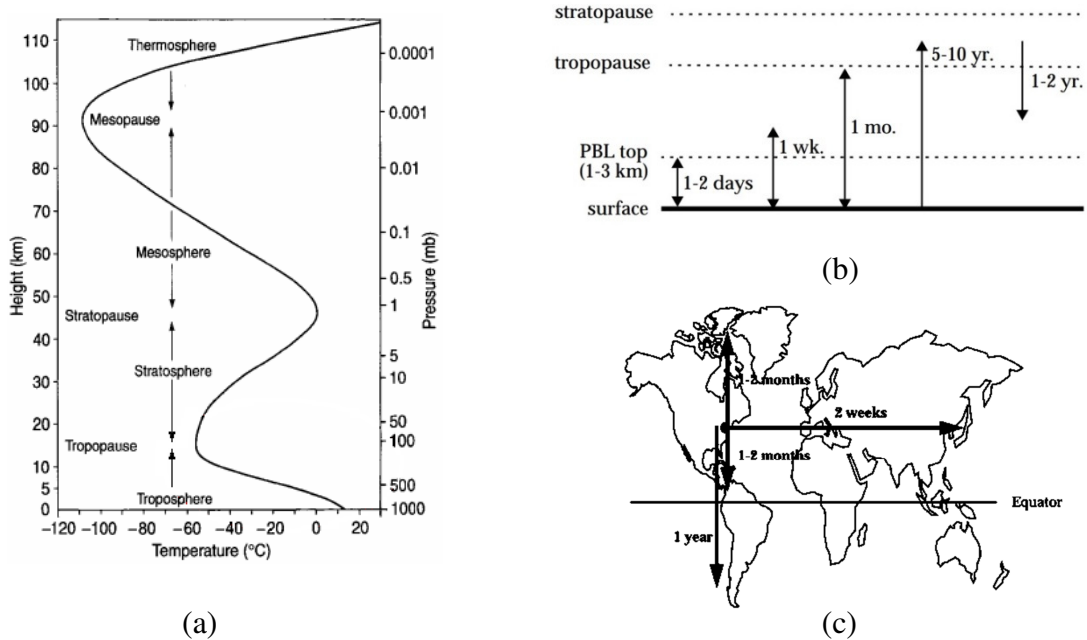 110
100
90
80
70
60
50
40
30
20
10
5
0
Height (km)
Thermosphere
Mesopause
Mesosphere
Stratopause
Stratosphere
Tropopause
Troposphere
0.0001
0.001
0.01
0.1
0.5
1
5
10
50
100
500
1000
Pressure (mb)
−120 −100 −80 −60 −40 −20 0 20
Temperature (°C)
(a)
stratopause
tropopause
PBL top
(1-3 km)
surface
1-2 days
1 wk.
1 mo.
5-10 yr.
1-2 yr.
(b)
1-2 months
2 weeks
1-2 months
Equator
1 year
(c)